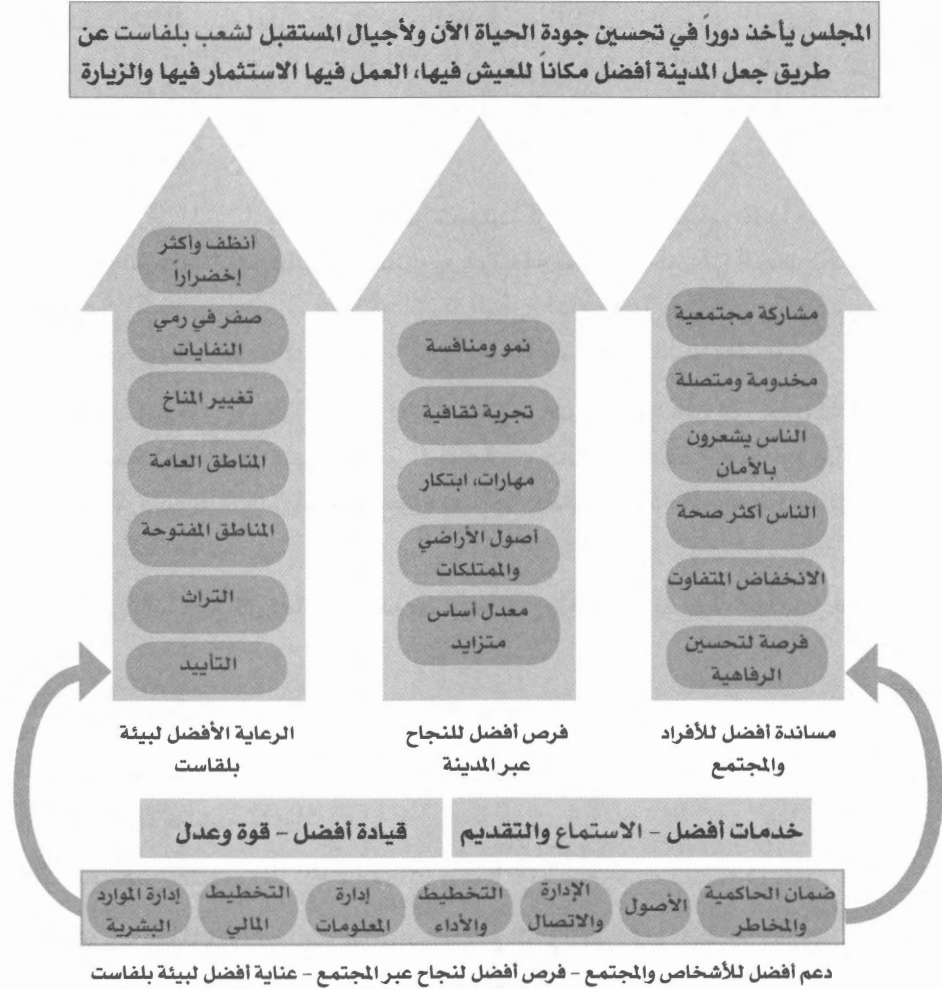 المجلس يأخذ دوراً في تحسين جودة الحياة الآن ولأجيال المستقبل لشعب بلفاست عن
طريق جعل المدينة أفضل مكاناً للعيش فيها، العمل فيها الاستثمار فيها والزيارة
مشاركة مجتمعية
مخدومة ومتصلة
الناس يشعرون
بالأمان
الناس أكثر صحة
الانخفاض المتفاوت
فرصة لتحسين
الرفاهية
مساندة أفضل للأفراد
والمجتمع
نمو ومنافسة
تجربة ثقافية
مهارات، ابتكار
أصول الأراضي
والممتلكات
معدل أساس
متزايد
فرص أفضل للنجاح
عبر المدينة
أنظف وأكثر
إخضراراً
صفر في رمي
النفايات
تغيير المناخ
المناطق العامة
المناطق المفتوحة
التراث
التأييد
الرعاية الأفضل لبيئة
بلقاست
خدمات أفضل – الاستماع والتقديم
قيادة أفضل – قوة وعدل
ضمان الحاكمية
والمخاطر
الأصول
الإدارة
والاتصال
التخطيط
والأداء
إدارة
المعلومات
التخطيط
المالي
إدارة الموارد
البشرية
دعم أفضل للأشخاص والمجتمع – فرص أفضل لنجاح عبر المجتمع – عناية أفضل لبيئة بلفاست